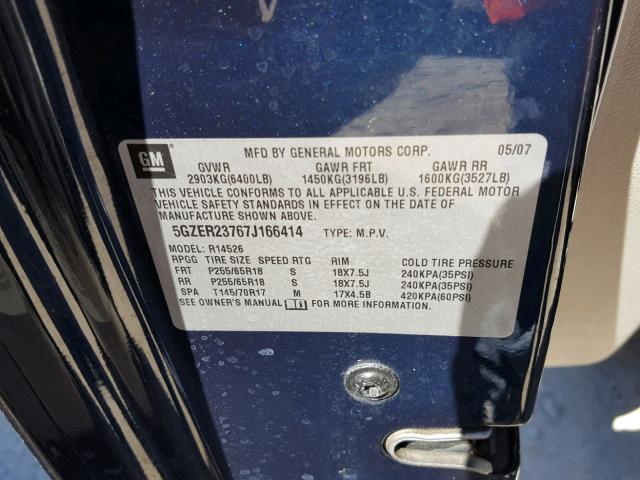 GM
MFD BY GENERAL MOTORS CORP. 05/07
GVWR GAWR FRT GAWR RR
2903KG(6400LB) 1450KG(3196LB) 1600KG(3527LB)
THIS VEHICLE CONFORMS TO ALL APPLICABLE U.S. FEDERAL MOTOR
VEHICLE SAFETY STANDARDS IN EFFECT ON THE DATE OF
MANUFACTURE SHOWN ABOVE.
5GZER23767J166414 TYPE: M.P.V.
MODEL: R14526
RPGG TIRE SIZE SPEED RTG RIM COLD TIRE PRESSURE
FRT P255/65R18 S 18X7.5J 240KPA(35PSI)
RR P255/65R18 S 18X7.5J 240KPA(35PSI)
SPA T145/70R17 M 17X4.5B 420KPA(60PSI)
SEE OWNER'S MANUAL FOR MORE INFORMATION.